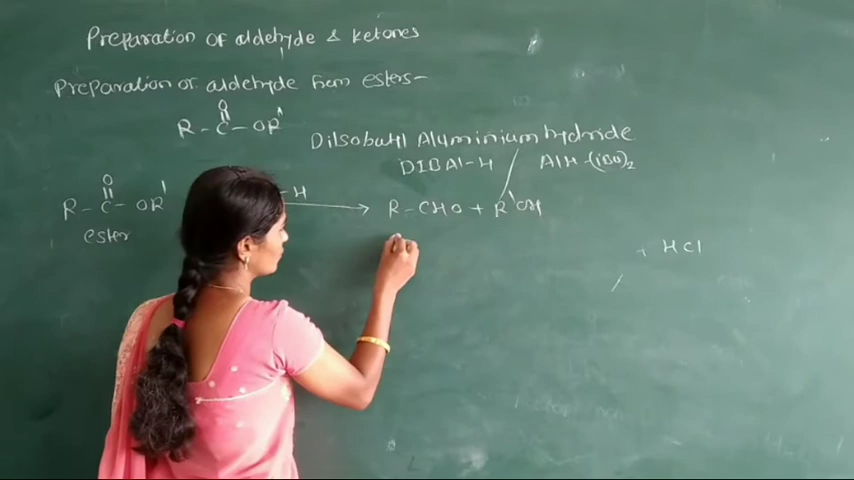 Preparation of aldehyde & ketones
Preparation of aldehyde from esters-
O
R-C-OR'
Diisobutyl Aluminium hydride
DIBAl-H AlH-(iBu)2
O
R-C-OR' -H R-CHO + R'OH
ester
+ HCl